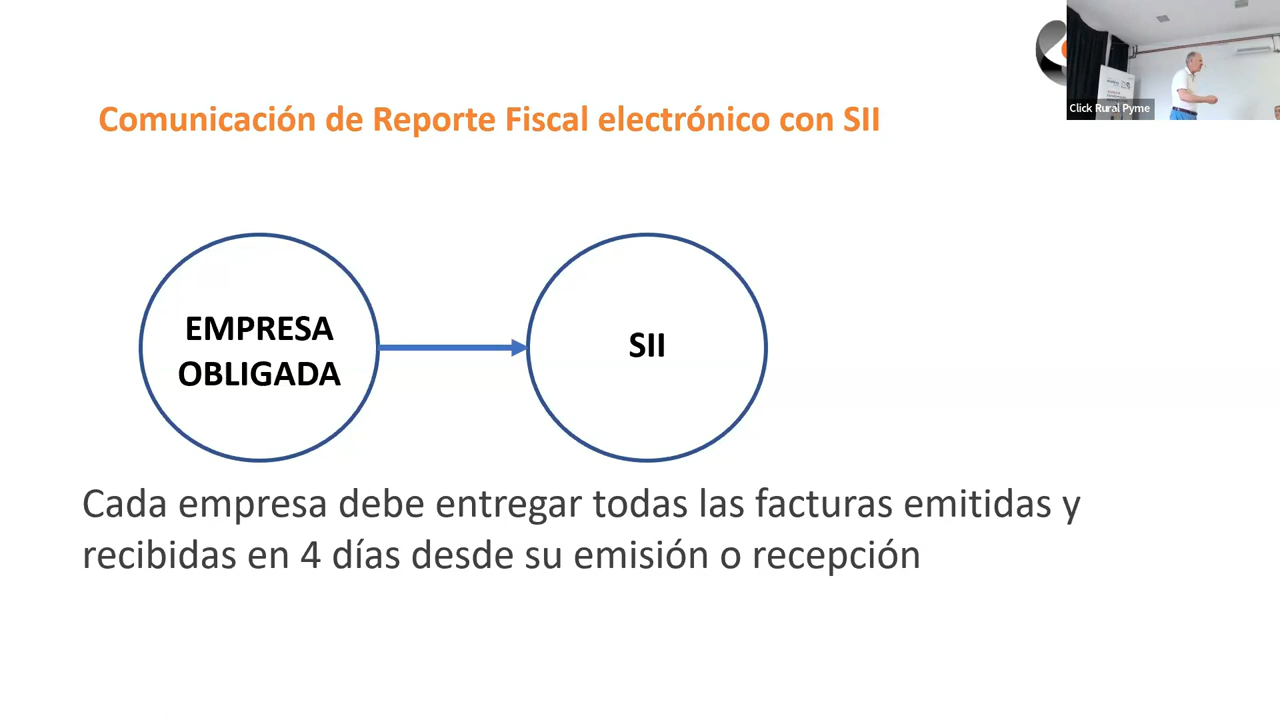 Comunicación de Reporte Fiscal electrónico con SII
EMPRESA
OBLIGADA
SII
Cada empresa debe entregar todas las facturas emitidas y
recibidas en 4 días desde su emisión o recepción
Click Rural Pyme